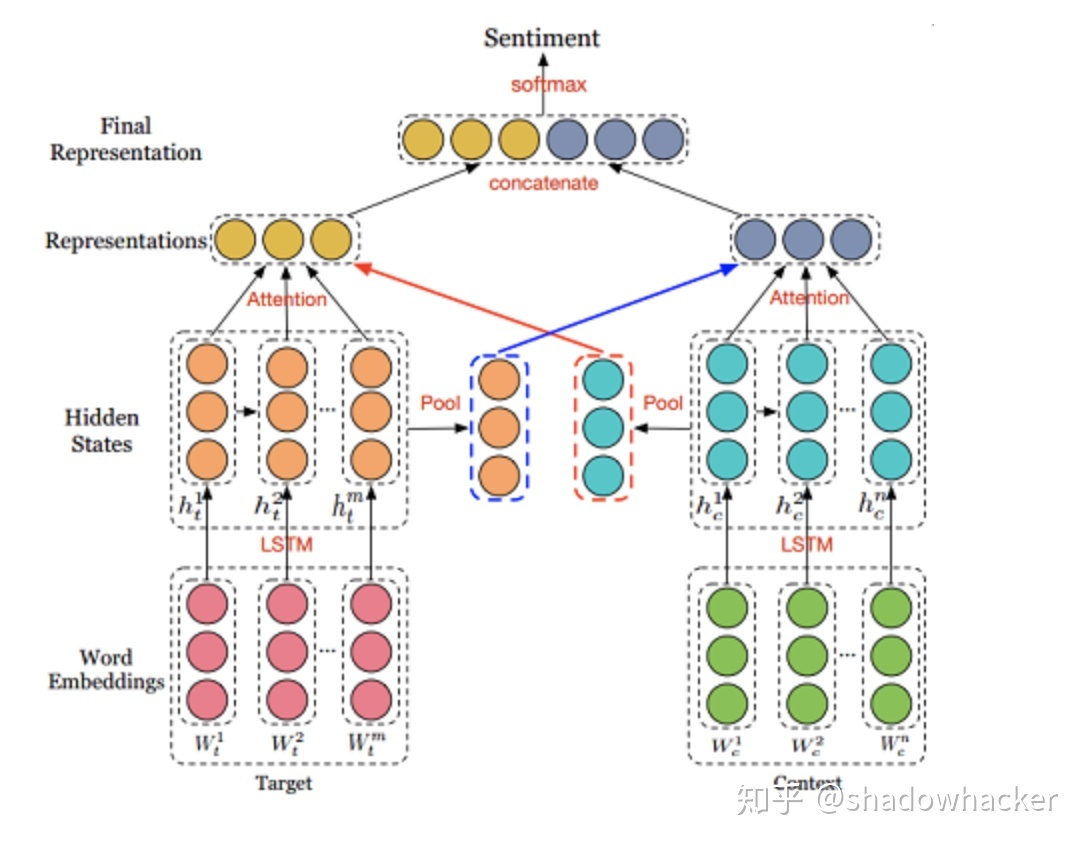 Sentiment
softmax
Final
Representation
concatenate
Representations
Attention
Attention
Hidden
States
Pool
Pool
...
...
h_t^1
h_t^2
h_t^m
h_c^1
h_c^2
h_c^n
LSTM
LSTM
Word
Embeddings
...
...
W_t^1
W_t^2
W_t^m
W_c^1
W_c^2
W_c^n
Target
Context
知乎 @shadowhacker